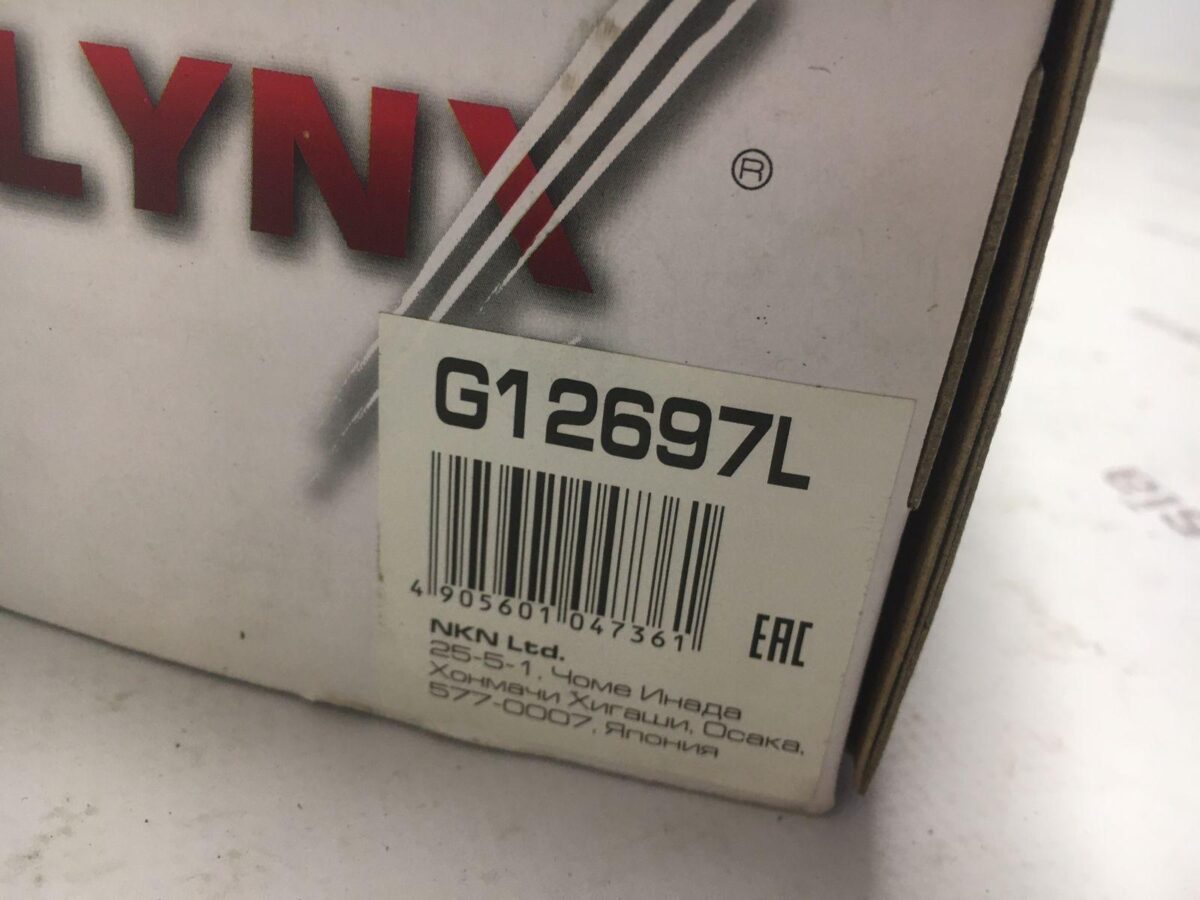 LYNX ®
G12697L
4 905601 047361
EAC
NKN Ltd.
25-5-1, Чоме Инада
Хонмачи Хигаши, Осака,
577-0007, Япония